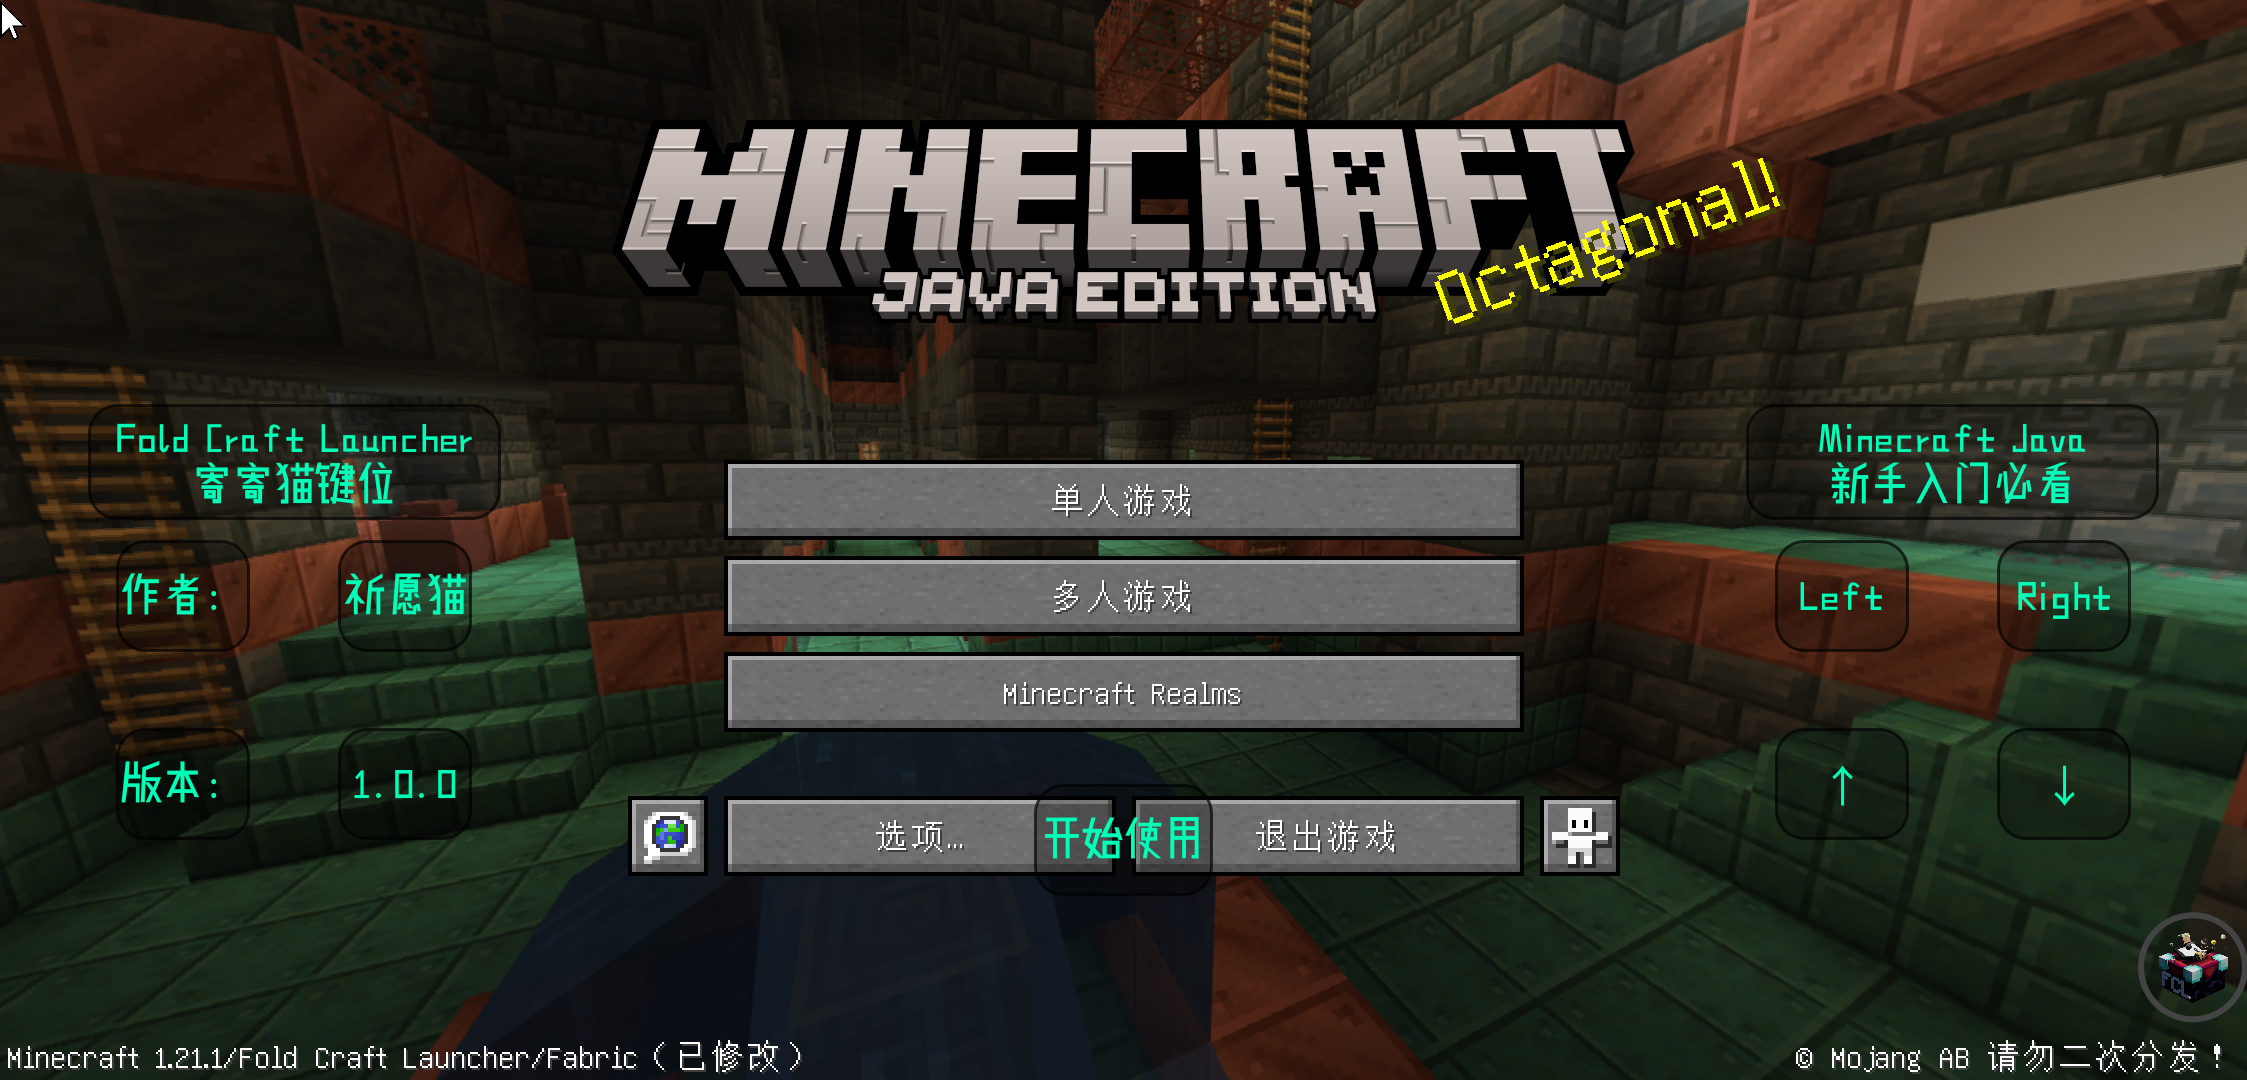 MINECRAFT
JAVA EDITION
Octagonal!
Fold Craft Launcher
寄寄猫键位
作者:
祈愿猫
版本:
1.0.0
单人游戏
多人游戏
Minecraft Realms
选项...
开始使用
退出游戏
Minecraft Java
新手入门必看
Left
Right
↑
↓
FCL
Minecraft 1.21.1/Fold Craft Launcher/Fabric（已修改）
© Mojang AB 请勿二次分发！